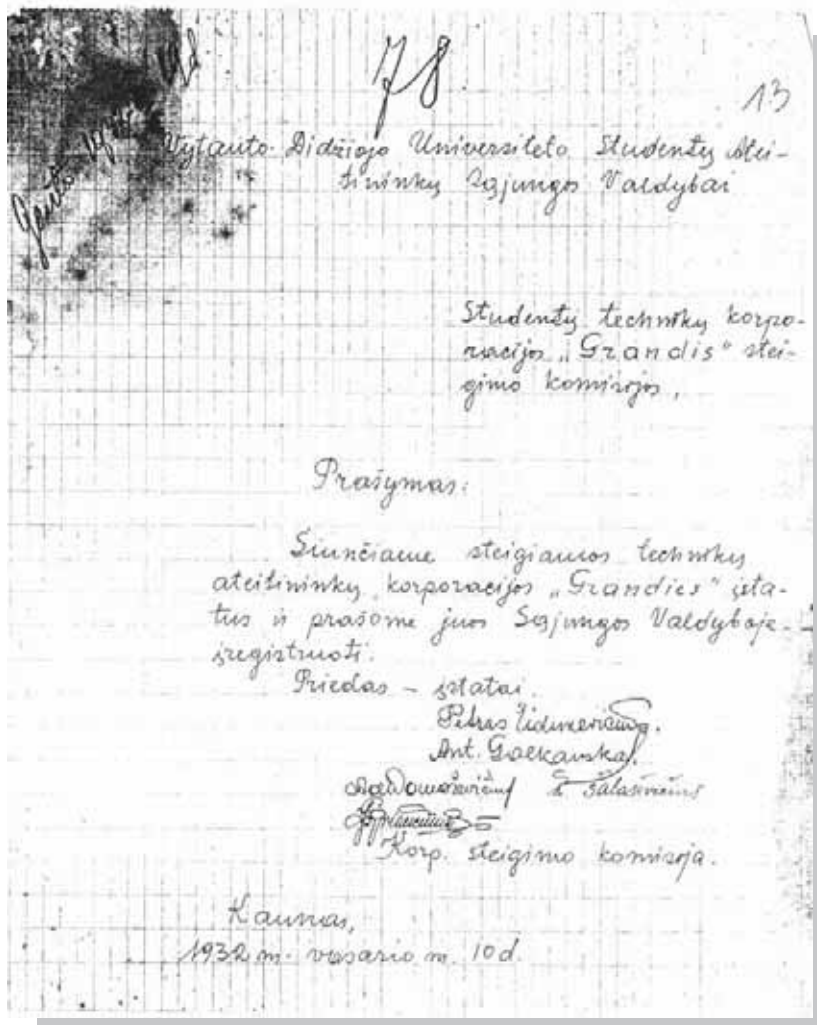 78
13
Vytauto Didžiojo Universiteto Studentų Atei-
tininkų Sąjungos Valdybai
Studentų technikų korpo-
racijos „Grandis" stei-
gimo komisijos,
Prašymas:
Siunčiame steigiamos technikų
ateitininkų korporacijos „Grandies" įsta-
tus ir prašome juos Sąjungos Valdyboje
įregistruoti.
Priedas – įstatai.
Petras
Ant.
Korp. steigimo komisija.
Kaunas,
1932 m. vasario m. 10 d.